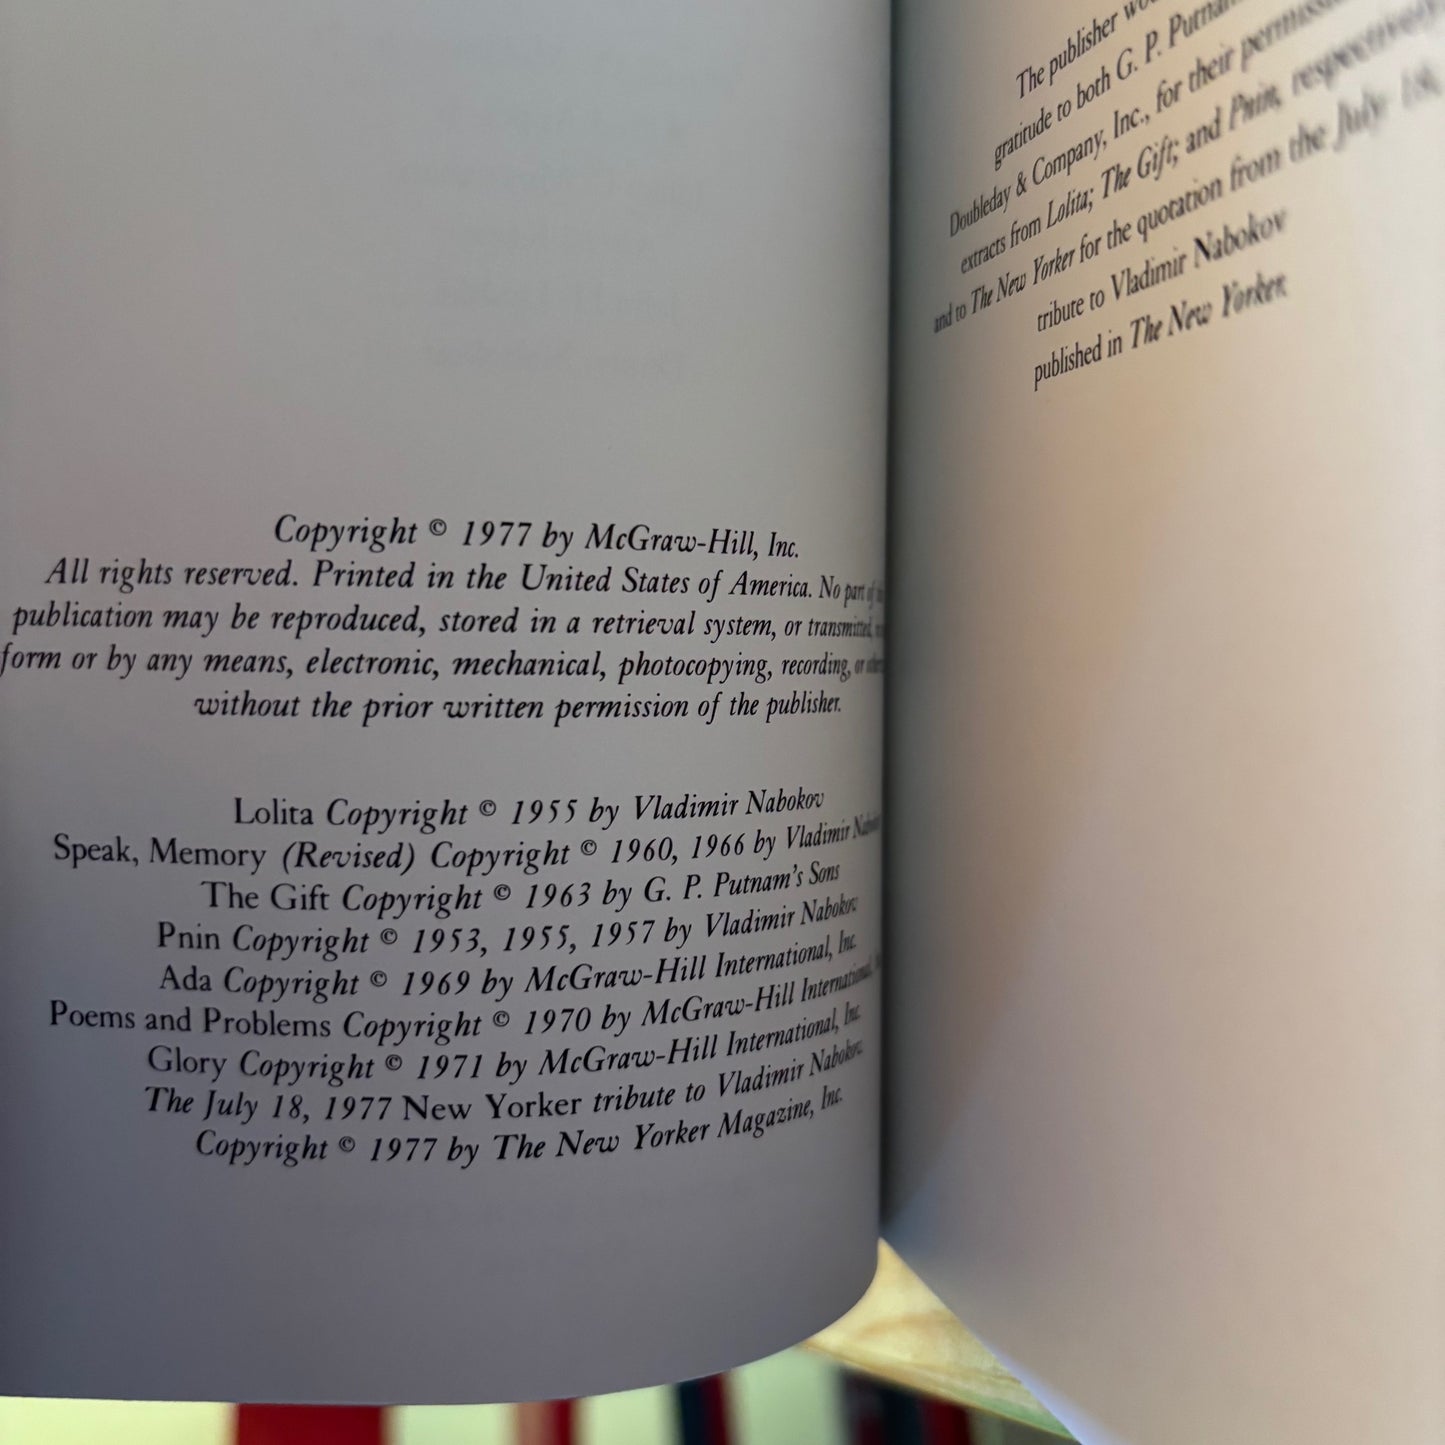 Copyright © 1977 by McGraw-Hill, Inc.
All rights reserved. Printed in the United States of America. No part of
publication may be reproduced, stored in a retrieval system, or transmitted,
form or by any means, electronic, mechanical, photocopying, recording, or
without the prior written permission of the publisher.
Lolita Copyright © 1955 by Vladimir Nabokov
Speak, Memory (Revised) Copyright © 1960, 1966 by Vladimir
The Gift Copyright © 1963 by G. P. Putnam's Sons
Pnin Copyright © 1953, 1955, 1957 by Vladimir Nabokov
Ada Copyright © 1969 by McGraw-Hill International, Inc.
Poems and Problems Copyright © 1970 by McGraw-Hill International,
Glory Copyright © 1971 by McGraw-Hill International, Inc.
The July 18, 1977 New Yorker tribute to Vladimir Nabokov.
Copyright © 1977 by The New Yorker Magazine, Inc.
The publisher
gratitude to both G. P. Putnam
Doubleday & Company, Inc., for their permission
extracts from Lolita; The Gift; and Pnin, respectively
and to The New Yorker for the quotation from the July 18,
tribute to Vladimir Nabokov
published in The New Yorker.